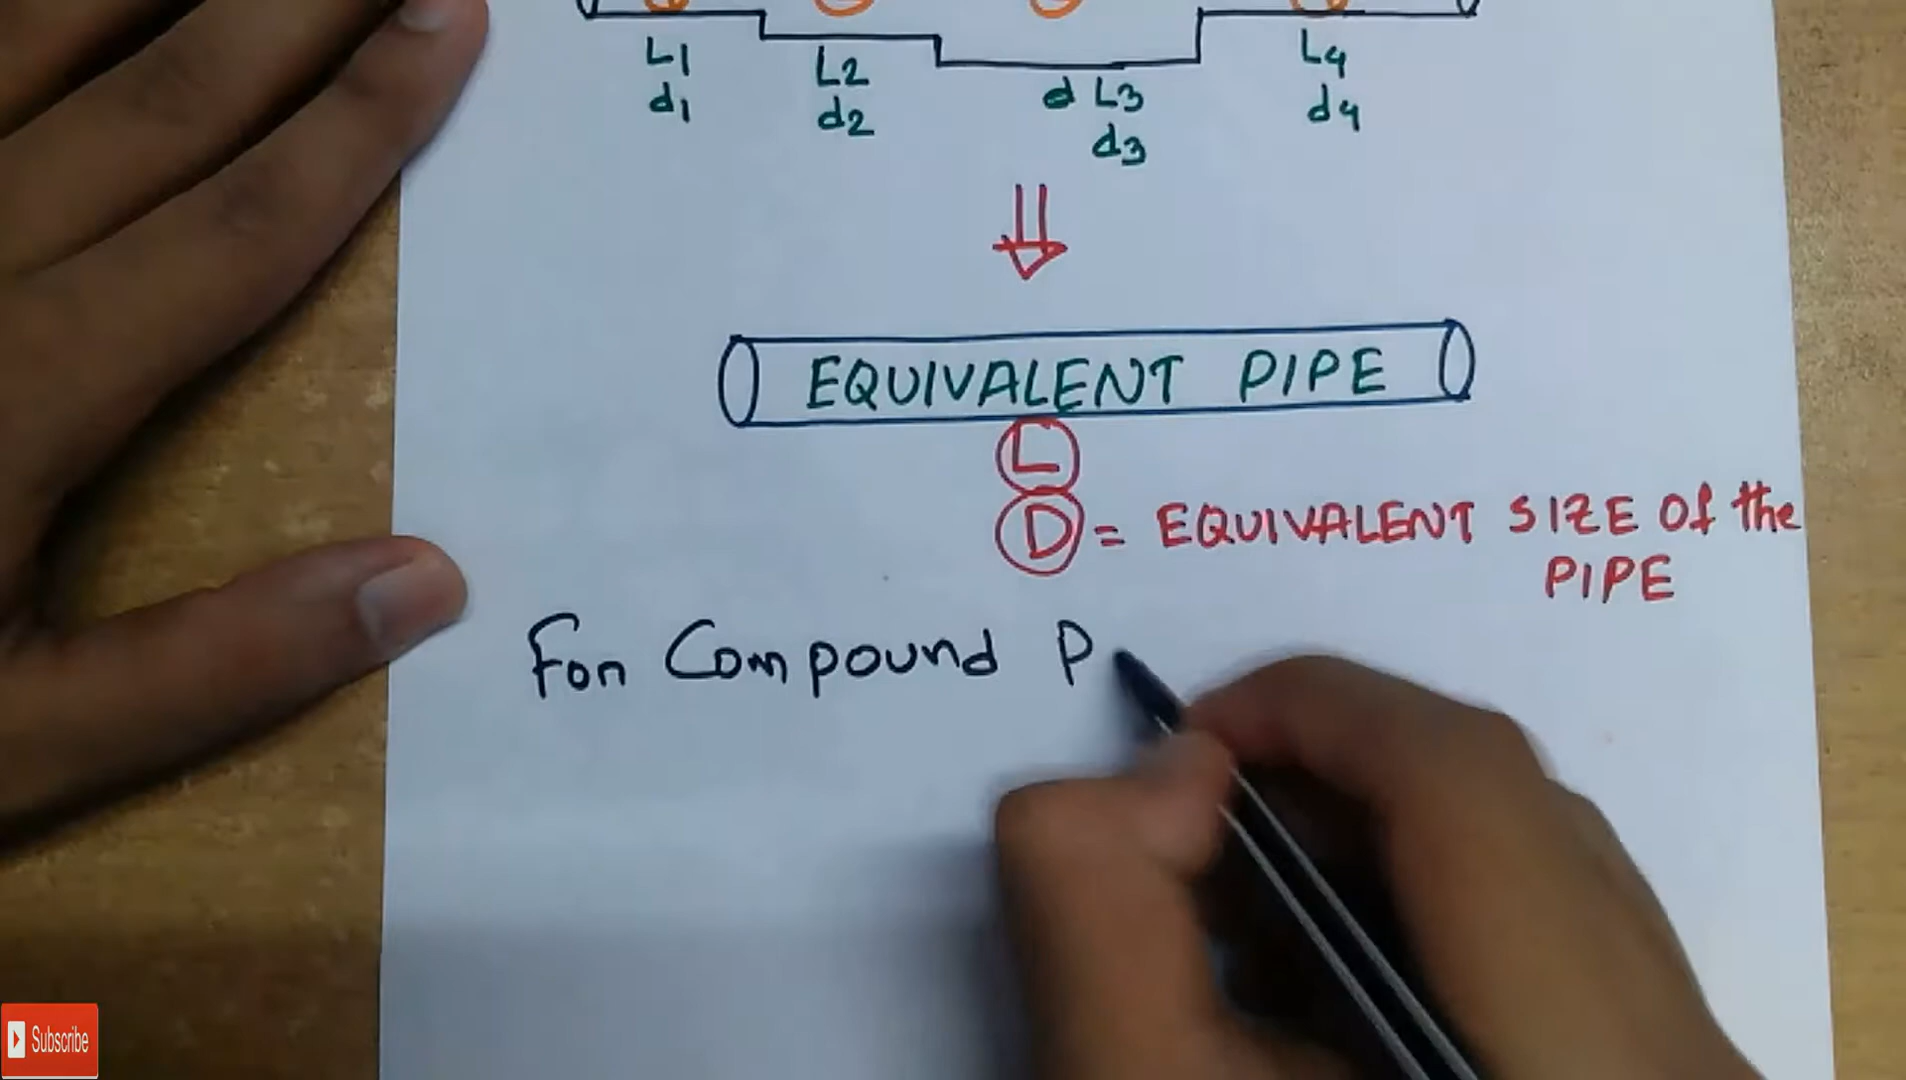 L1 L2 d L3 L4
d1 d2 d3 d4
EQUIVALENT PIPE
L
D = EQUIVALENT SIZE Of the
PIPE
For Compound P
Subscribe